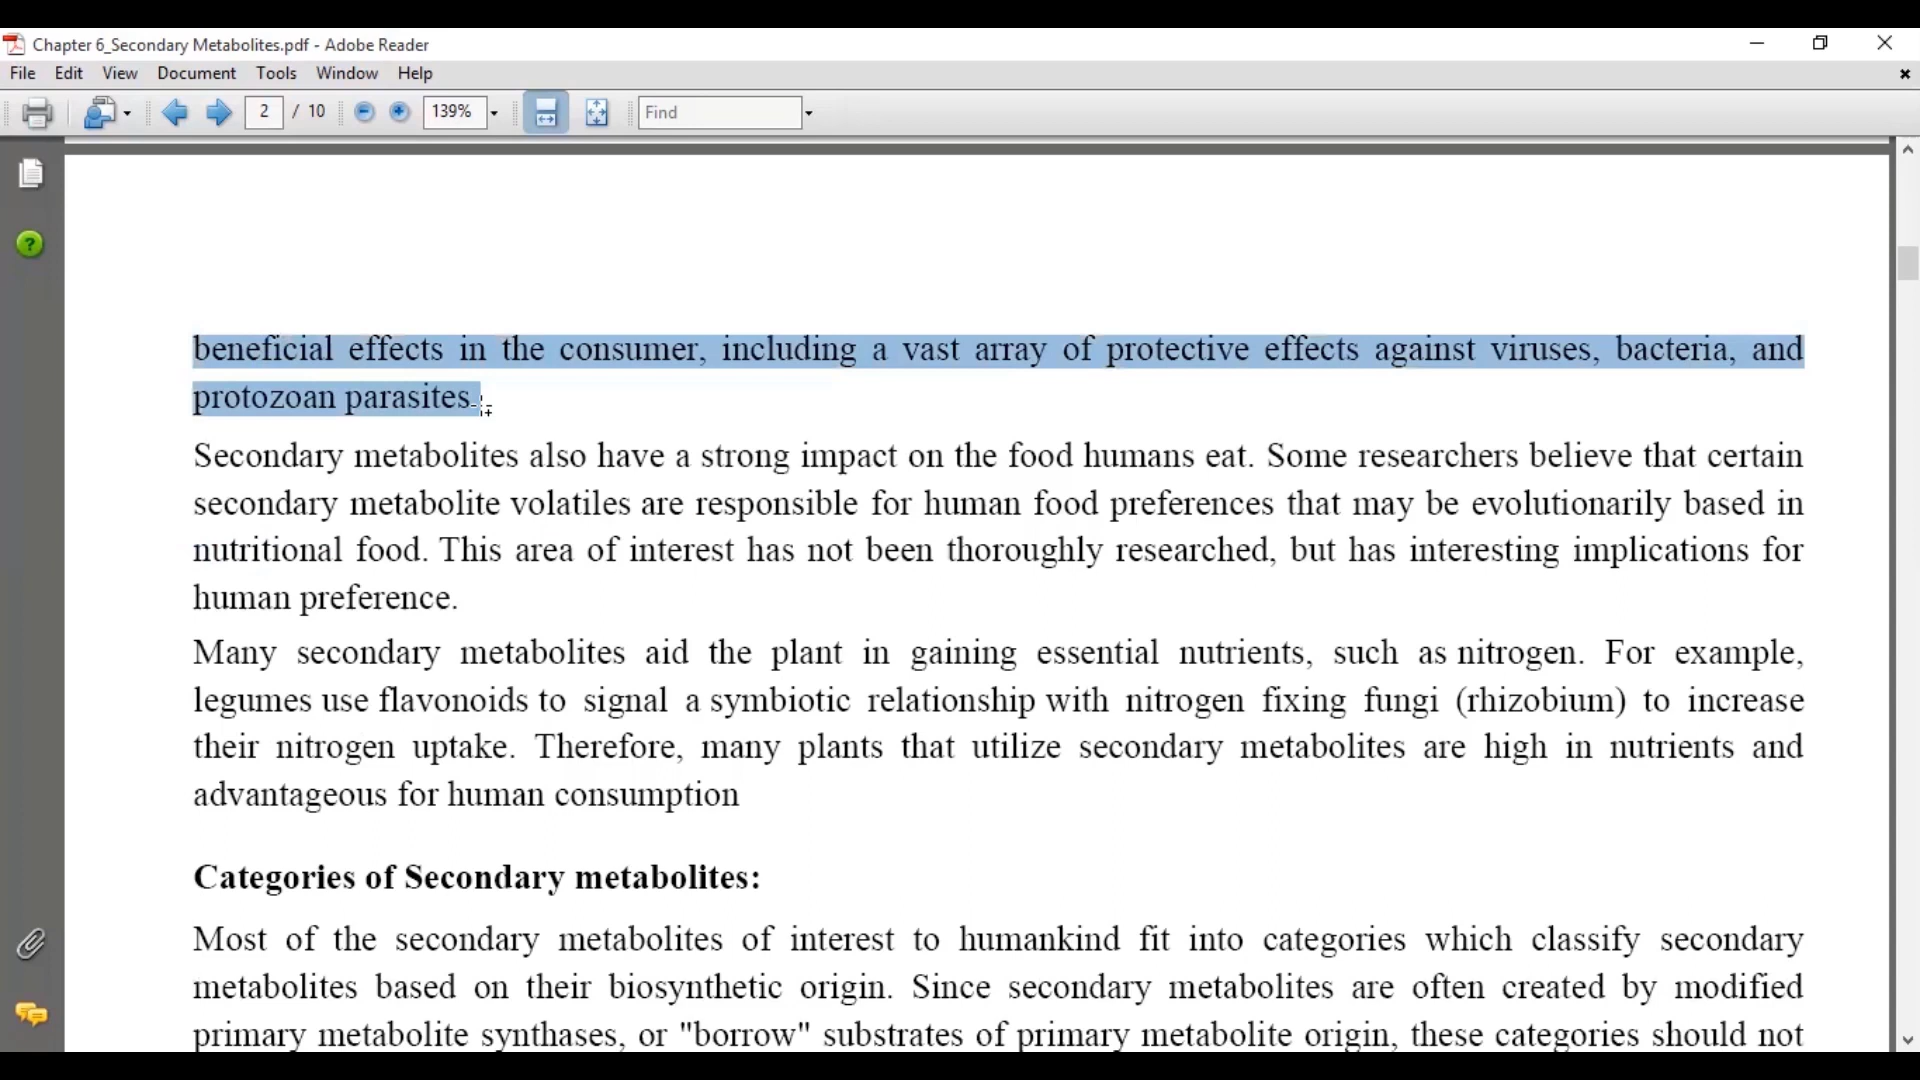 Chapter 6_Secondary Metabolites.pdf - Adobe Reader
File Edit View Document Tools Window Help
2 / 10 139% Find
beneficial effects in the consumer, including a vast array of protective effects against viruses, bacteria, and
protozoan parasites.
Secondary metabolites also have a strong impact on the food humans eat. Some researchers believe that certain
secondary metabolite volatiles are responsible for human food preferences that may be evolutionarily based in
nutritional food. This area of interest has not been thoroughly researched, but has interesting implications for
human preference.
Many secondary metabolites aid the plant in gaining essential nutrients, such as nitrogen. For example,
legumes use flavonoids to signal a symbiotic relationship with nitrogen fixing fungi (rhizobium) to increase
their nitrogen uptake. Therefore, many plants that utilize secondary metabolites are high in nutrients and
advantageous for human consumption
Categories of Secondary metabolites:
Most of the secondary metabolites of interest to humankind fit into categories which classify secondary
metabolites based on their biosynthetic origin. Since secondary metabolites are often created by modified
primary metabolite synthases, or "borrow" substrates of primary metabolite origin, these categories should not